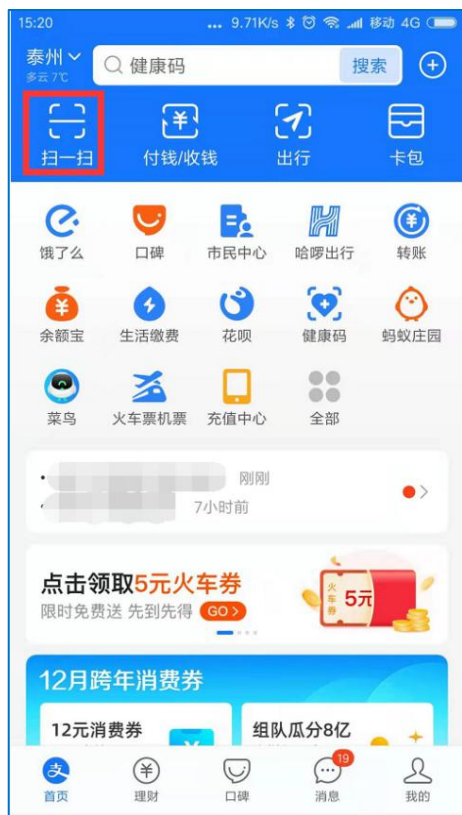 15:20 ... 9.71K/s 移动 4G
泰州
多云 7℃
健康码 搜索
扫一扫 付钱/收钱 出行 卡包
饿了么 口碑 市民中心 哈啰出行 转账
余额宝 生活缴费 花呗 健康码 蚂蚁庄园
菜鸟 火车票机票 充值中心 全部
刚刚
7小时前
点击领取5元火车券
限时免费送 先到先得 GO
火车券 5元
12月跨年消费券
12元消费券 组队瓜分8亿
19
首页 理财 口碑 消息 我的